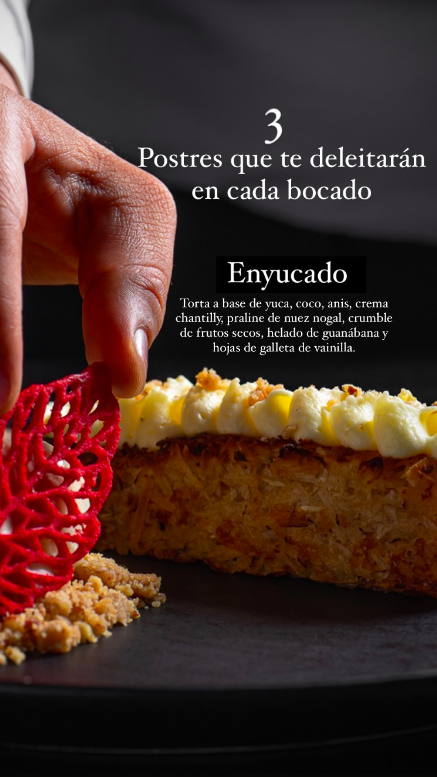 3
Postres que te deleitarán
en cada bocado
Enyucado
Torta a base de yuca, coco, anis, crema
chantilly, praline de nuez nogal, crumble
de frutos secos, helado de guanábana y
hojas de galleta de vainilla.